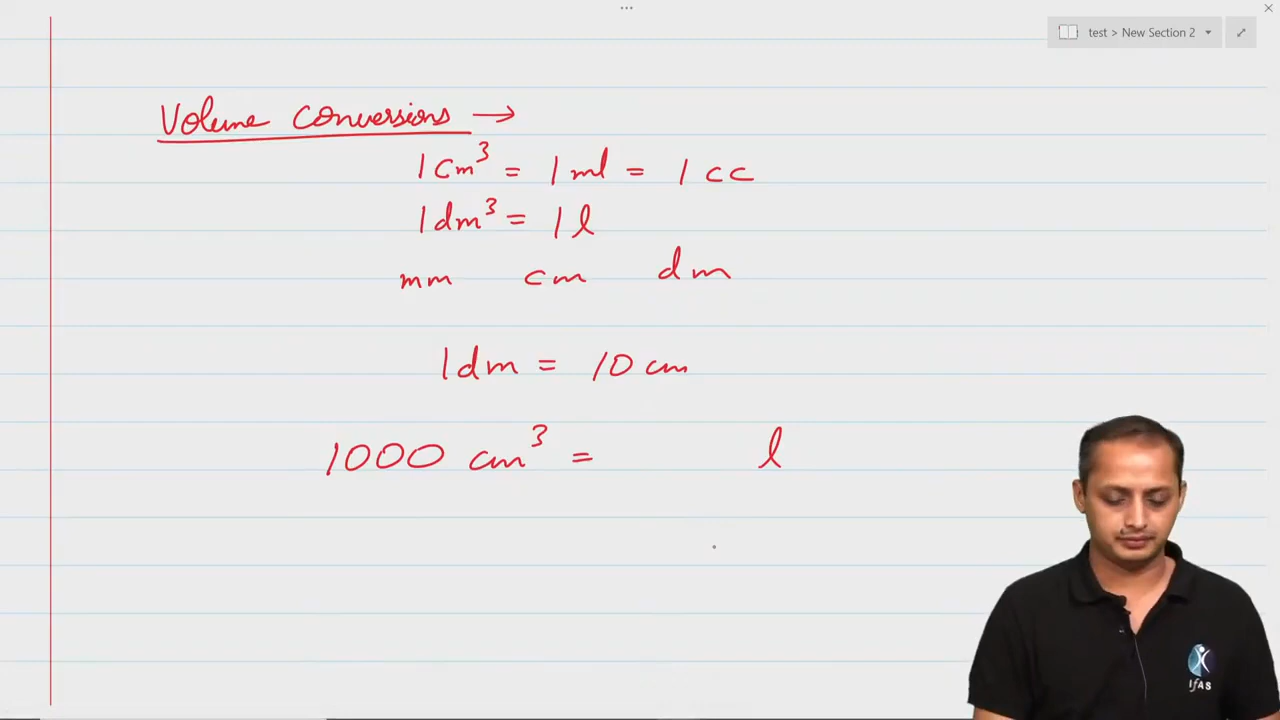 test > New Section 2
Volume Conversions →
1 cm³ = 1 ml = 1 cc
1 dm³ = 1 l
mm cm dm
1 dm = 10 cm
1000 cm³ = l
IFAS